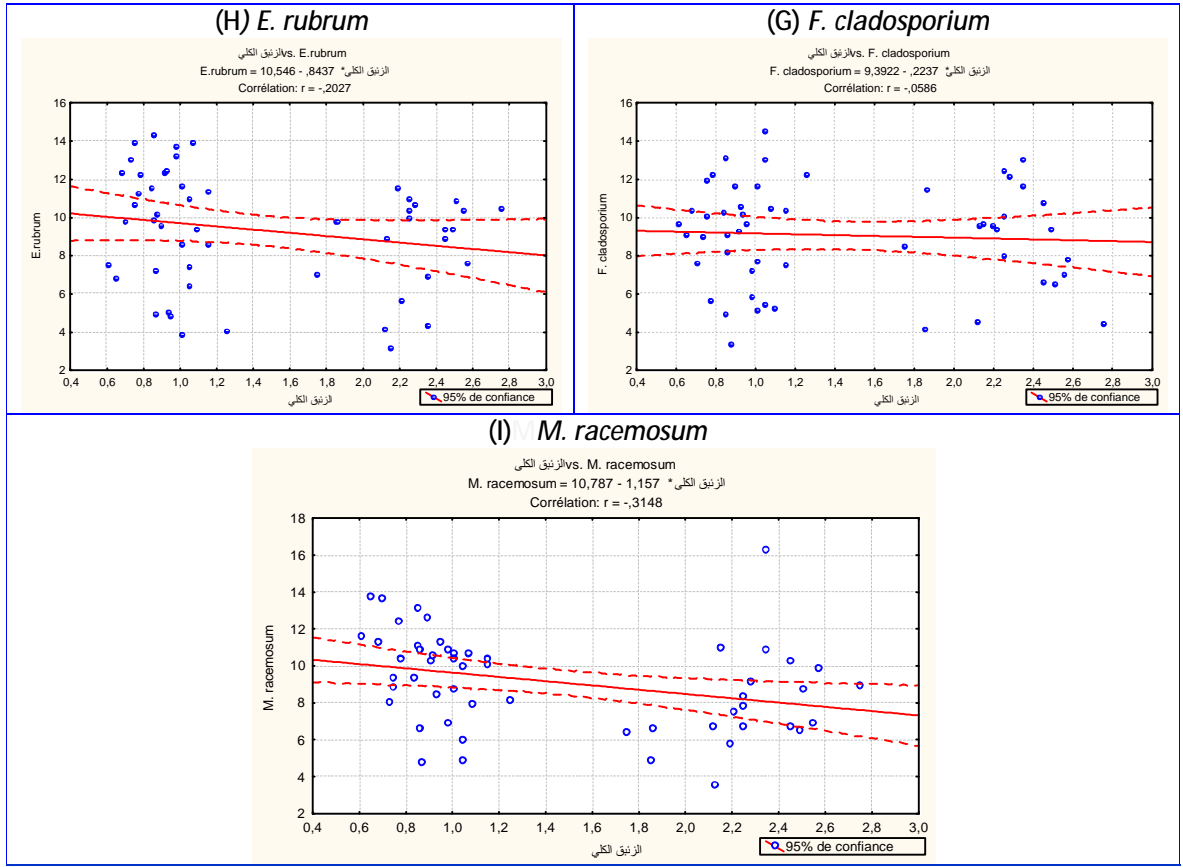 (H) E. rubrum
الزئبق الكليvs. E.rubrum
E.rubrum = 10,546 - ,8437 * الزئبق الكلي
Corrélation: r = -,2027
E.rubrum
16
14
12
10
8
6
4
2
0,4 0,6 0,8 1,0 1,2 1,4 1,6 1,8 2,0 2,2 2,4 2,6 2,8 3,0
الزئبق الكلي
95% de confiance
(G) F. cladosporium
الزئبق الكليvs. F. cladosporium
F. cladosporium = 9,3922 - ,2237 * الزئبق الكلي
Corrélation: r = -,0586
F. cladosporium
16
14
12
10
8
6
4
2
0,4 0,6 0,8 1,0 1,2 1,4 1,6 1,8 2,0 2,2 2,4 2,6 2,8 3,0
الزئبق الكلي
95% de confiance
(I) M M. racemosum
الزئبق الكليvs. M. racemosum
M. racemosum = 10,787 - 1,157 * الزئبق الكلي
Corrélation: r = -,3148
M. racemosum
18
16
14
12
10
8
6
4
2
0,4 0,6 0,8 1,0 1,2 1,4 1,6 1,8 2,0 2,2 2,4 2,6 2,8 3,0
الزئبق الكلي
95% de confiance